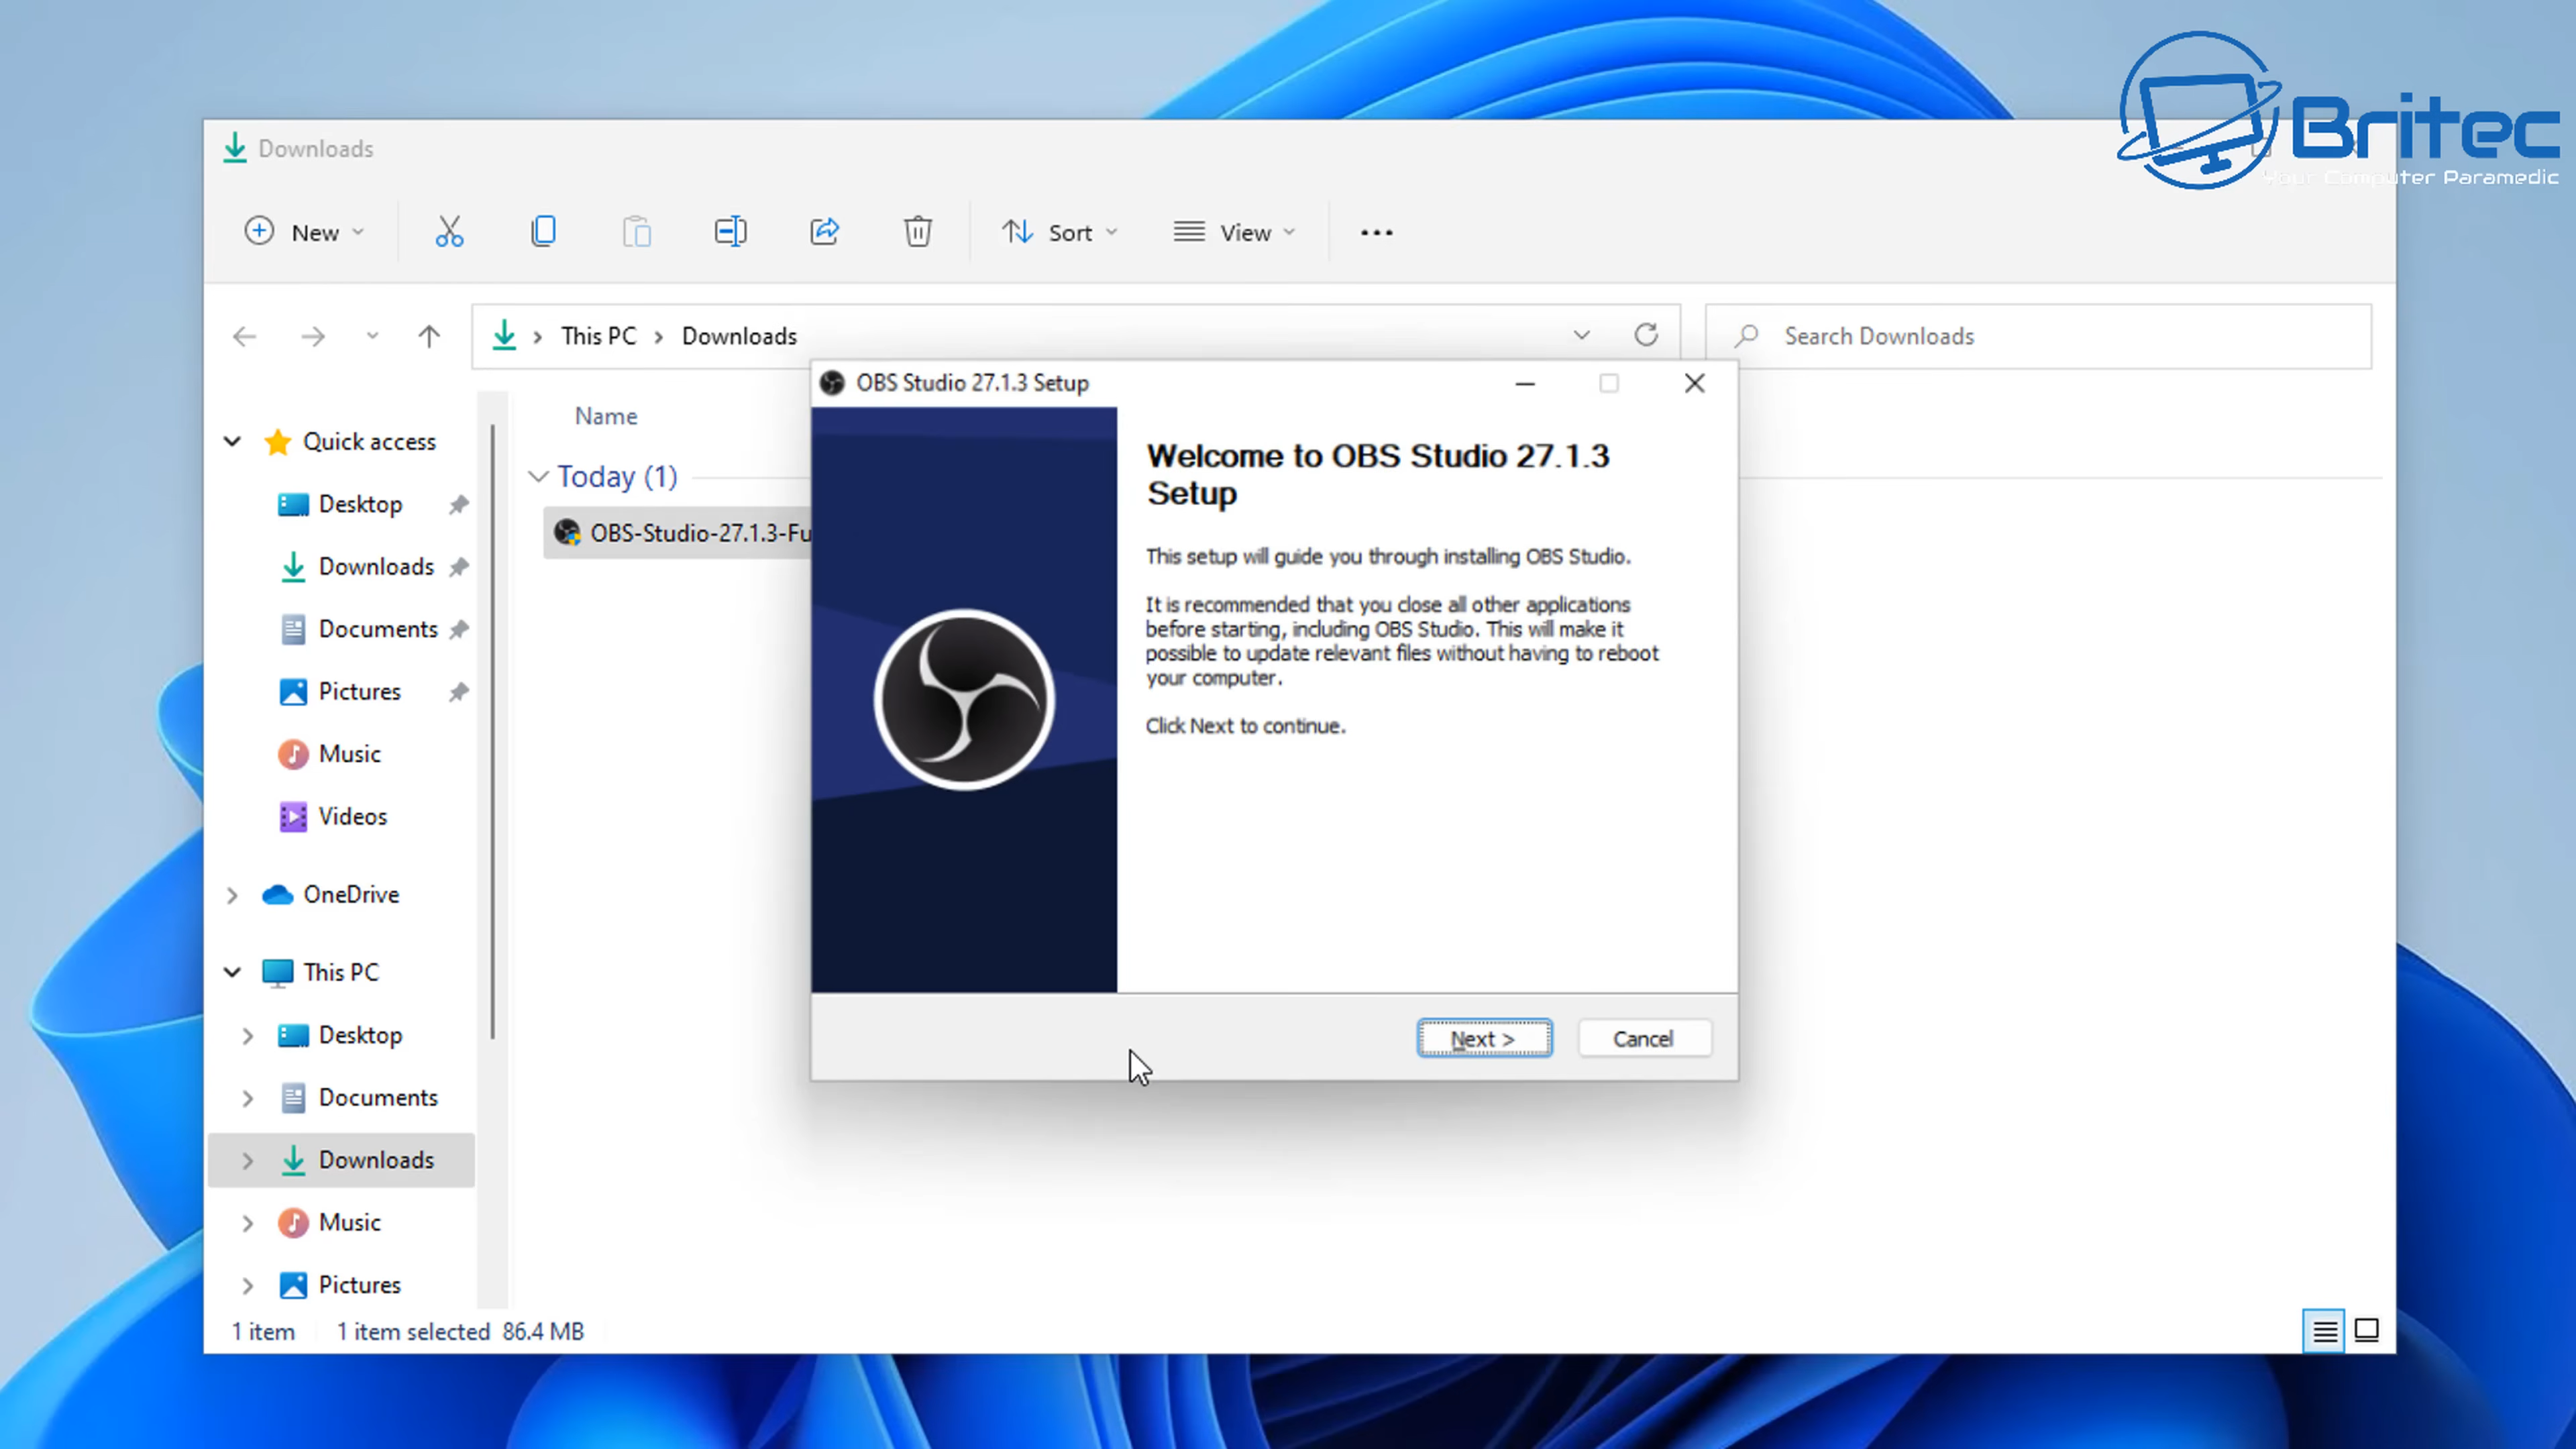 Britec
Your Computer Paramedic
Downloads
New
Sort
View
This PC
Downloads
Search Downloads
Name
Quick access
Desktop
Downloads
Documents
Pictures
Music
Videos
OneDrive
This PC
Desktop
Documents
Downloads
Music
Pictures
Today (1)
OBS-Studio-27.1.3-Fu
OBS Studio 27.1.3 Setup
Welcome to OBS Studio 27.1.3
Setup
This setup will guide you through installing OBS Studio.
It is recommended that you close all other applications
before starting, including OBS Studio. This will make it
possible to update relevant files without having to reboot
your computer.
Click Next to continue.
Next >
Cancel
1 item
1 item selected 86.4 MB